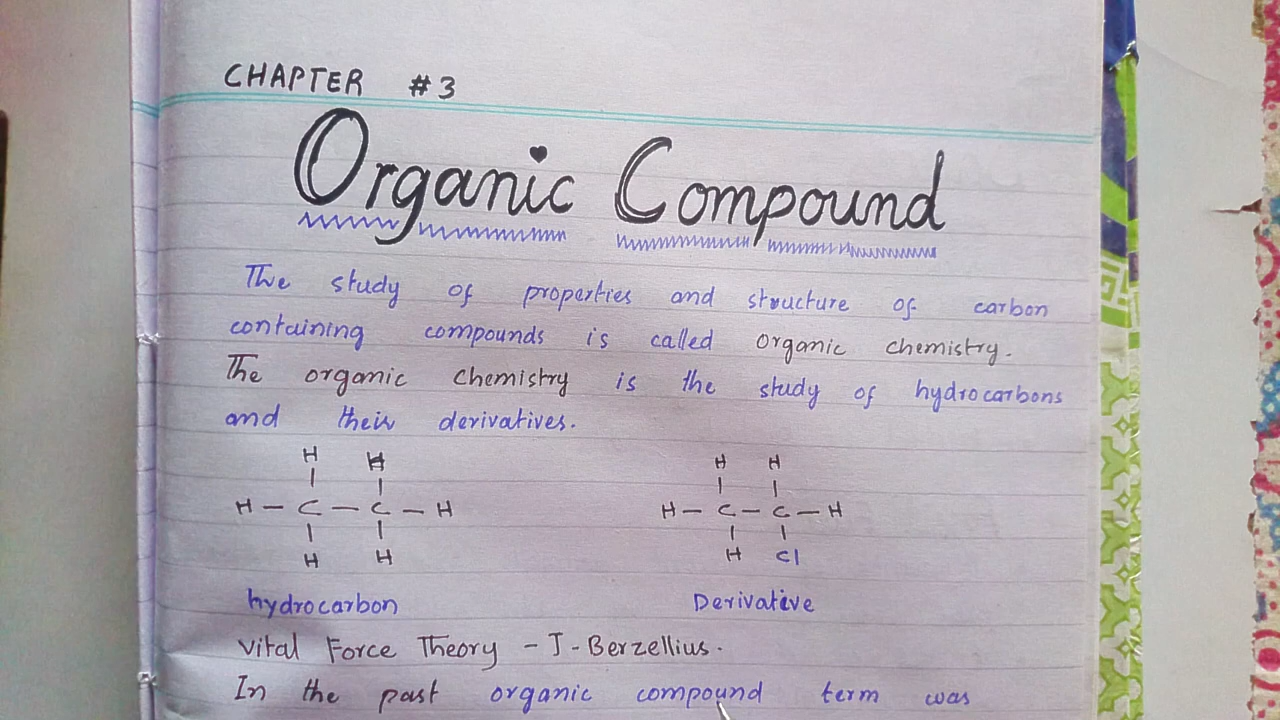 CHAPTER #3
Organic Compound
The study of properties and structure of carbon
containing compounds is called organic chemistry.
The organic chemistry is the study of hydrocarbons
and their derivatives.
H H H H
H – C – C – H H – C – C – H
H H H Cl
hydrocarbon Derivative
Vital Force Theory – J-Berzellius.
In the past organic compound term was